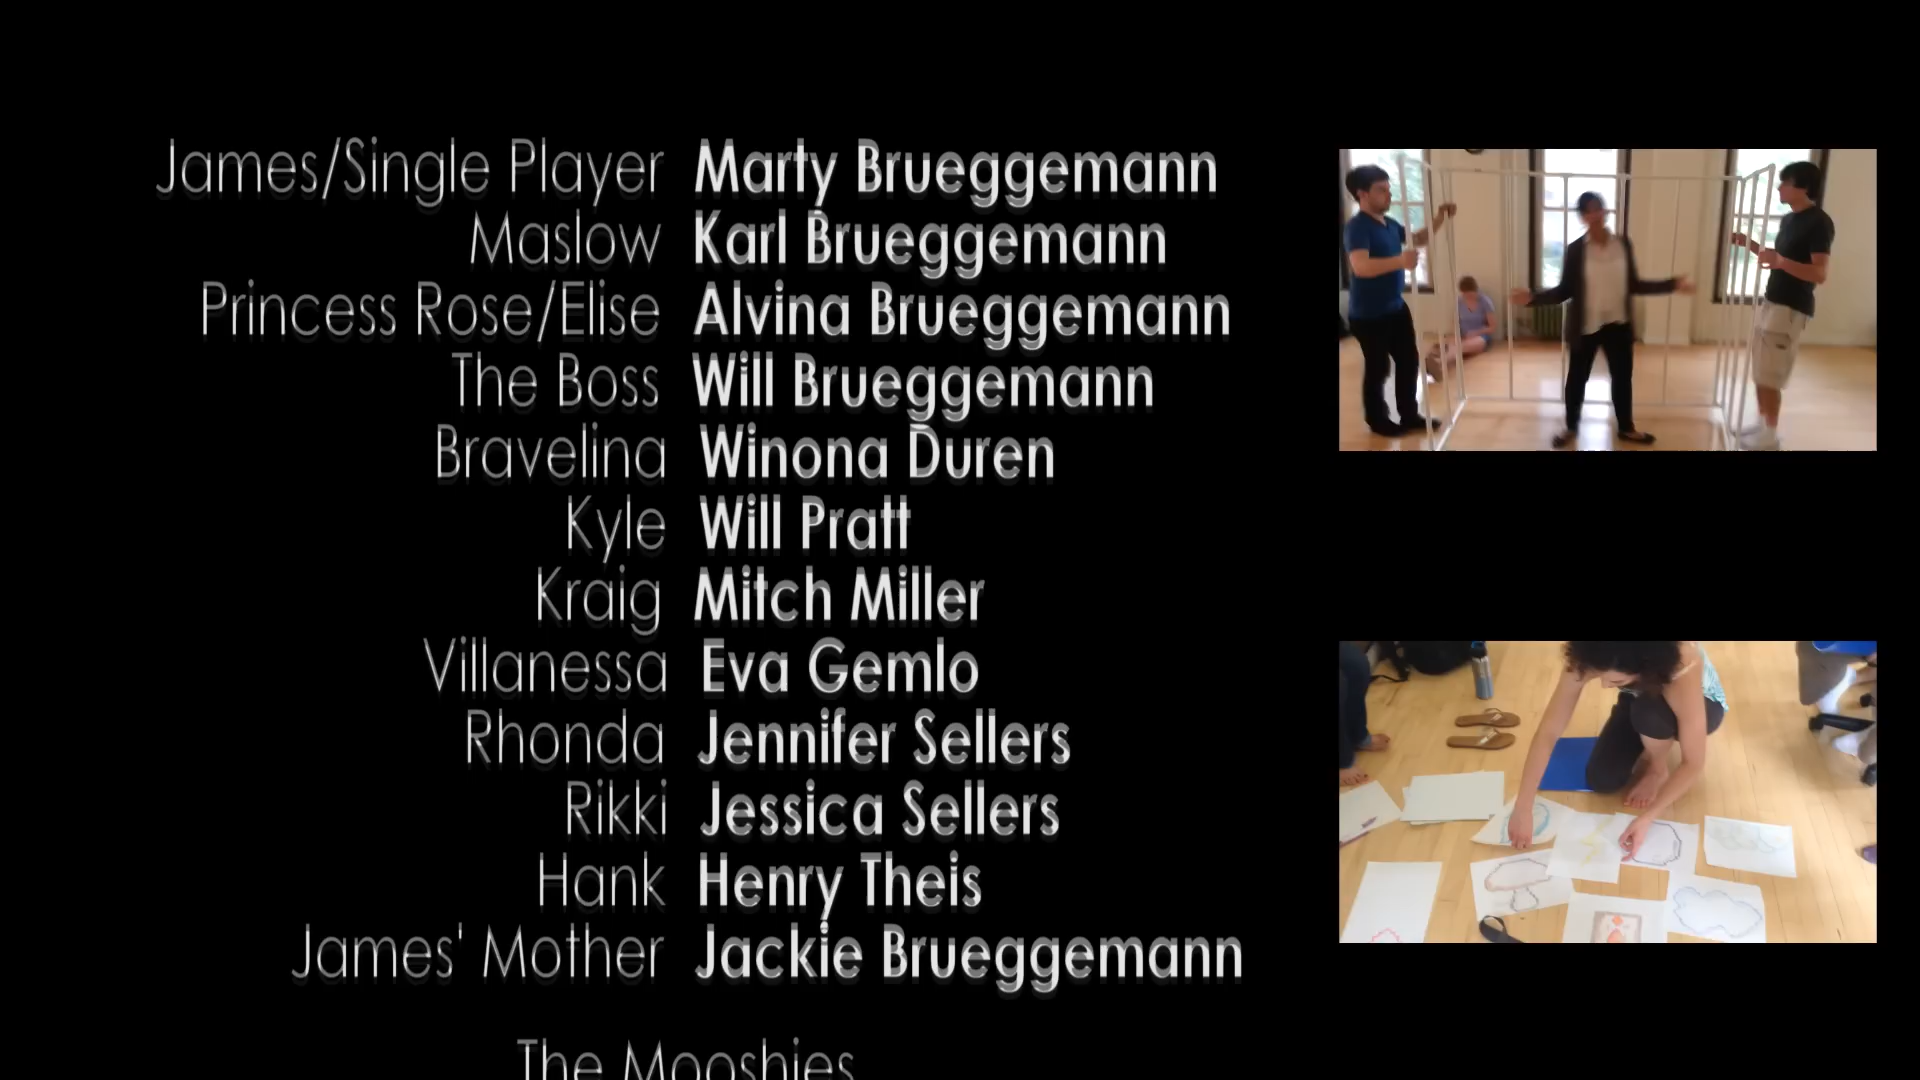 James/Single Player Marty Brueggemann
Maslow Karl Brueggemann
Princess Rose/Elise Alvina Brueggemann
The Boss Will Brueggemann
Bravelina Winona Duren
Kyle Will Pratt
Kraig Mitch Miller
Villanessa Eva Gemlo
Rhonda Jennifer Sellers
Rikki Jessica Sellers
Hank Henry Theis
James' Mother Jackie Brueggemann
The Mooshies